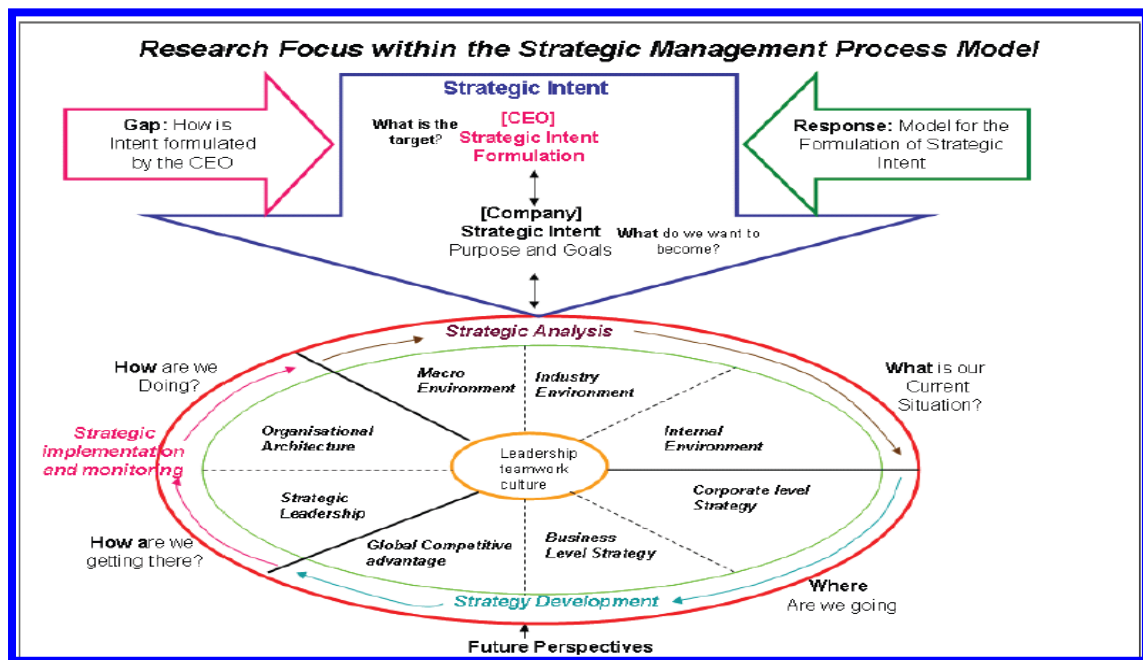 Research Focus within the Strategic Management Process Model
Strategic Intent
Gap: How is
Intent formulated
by the CEO
What is the
target?
[CEO]
Strategic Intent
Formulation
Response: Model for the
Formulation of Strategic
Intent
[Company]
Strategic Intent
Purpose and Goals
What do we want to
become?
Strategic Analysis
How are we
Doing?
Macro
Environment
Industry
Environment
What is our
Current
Situation?
Strategic
implementation
and monitoring
Organisational
Architecture
Internal
Environment
Leadership
teamwork
culture
Strategic
Leadership
Corporate level
Strategy
How are we
getting there?
Global Competitive
advantage
Business
Level Strategy
Where
Are we going
Strategy Development
Future Perspectives